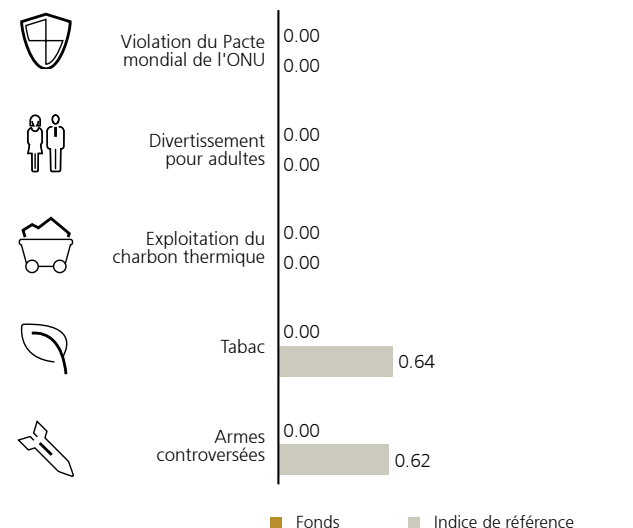 Violation du Pacte
mondial de l'ONU
0.00
0.00
Divertissement
pour adultes
0.00
0.00
Exploitation du
charbon thermique
0.00
0.00
Tabac
0.00
0.64
Armes
controversées
0.00
0.62
Fonds
Indice de référence